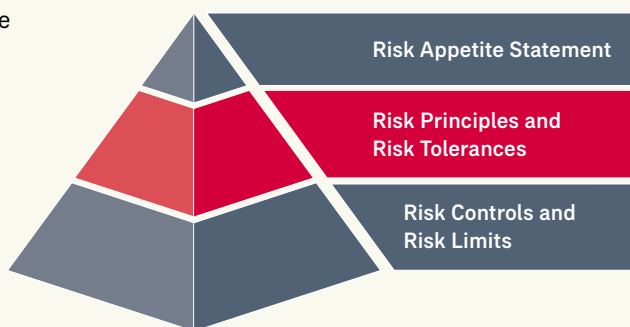 e
Risk Appetite Statement
Risk Principles and
Risk Tolerances
Risk Controls and
Risk Limits